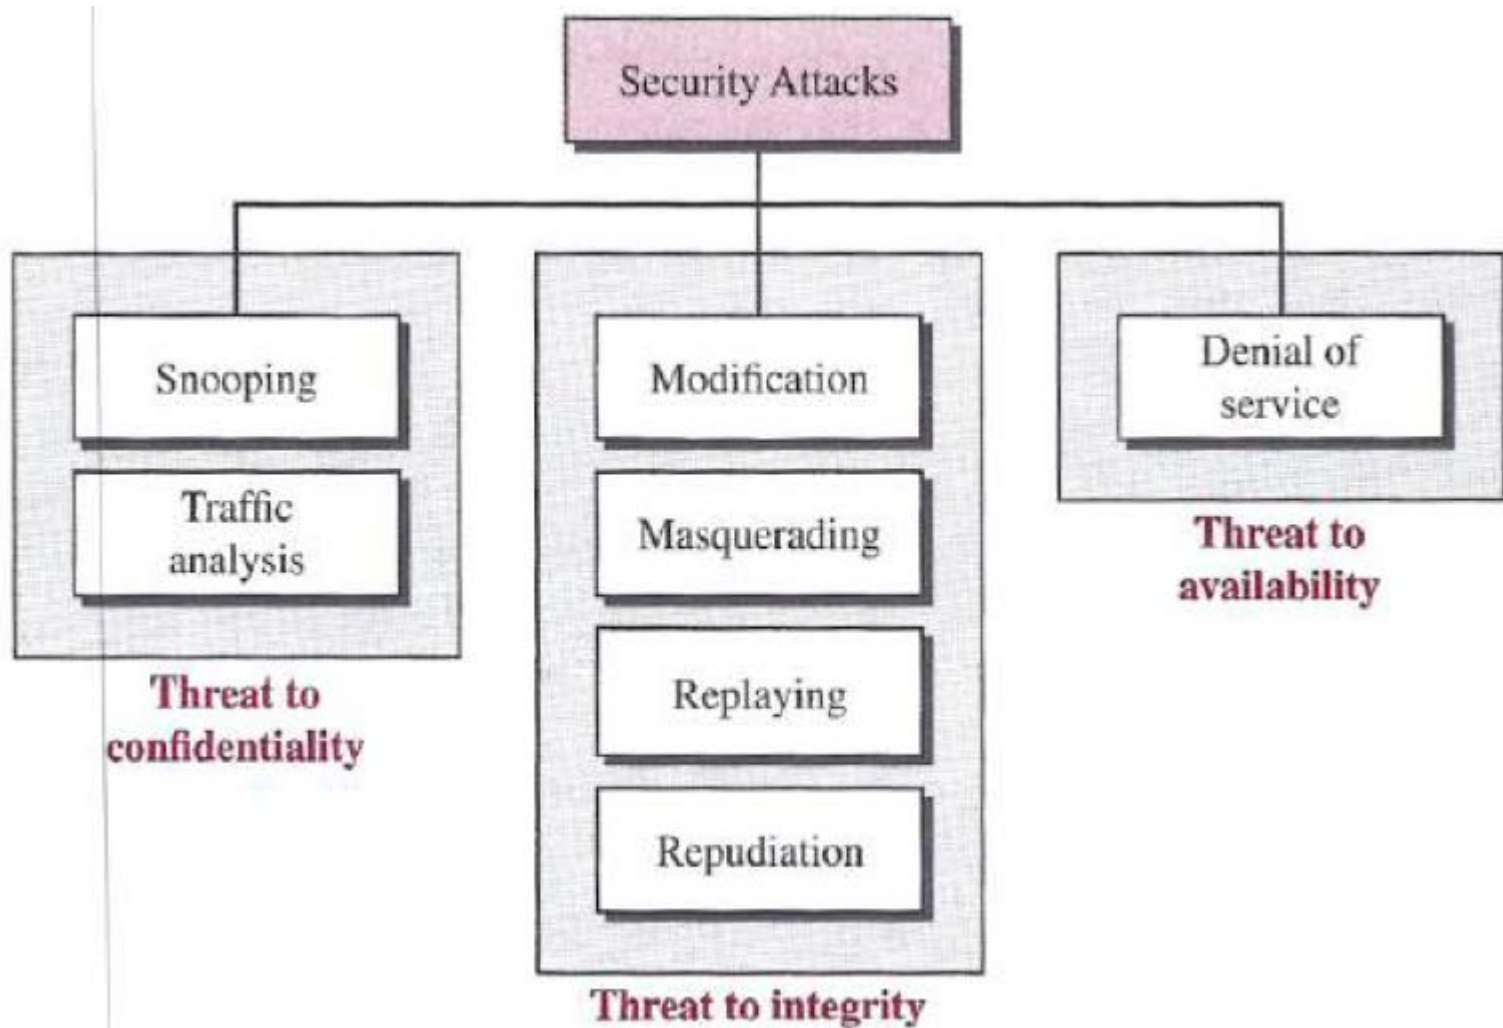 Security Attacks
Snooping
Traffic
analysis
Threat to
confidentiality
Modification
Masquerading
Replaying
Repudiation
Threat to integrity
Denial of
service
Threat to
availability